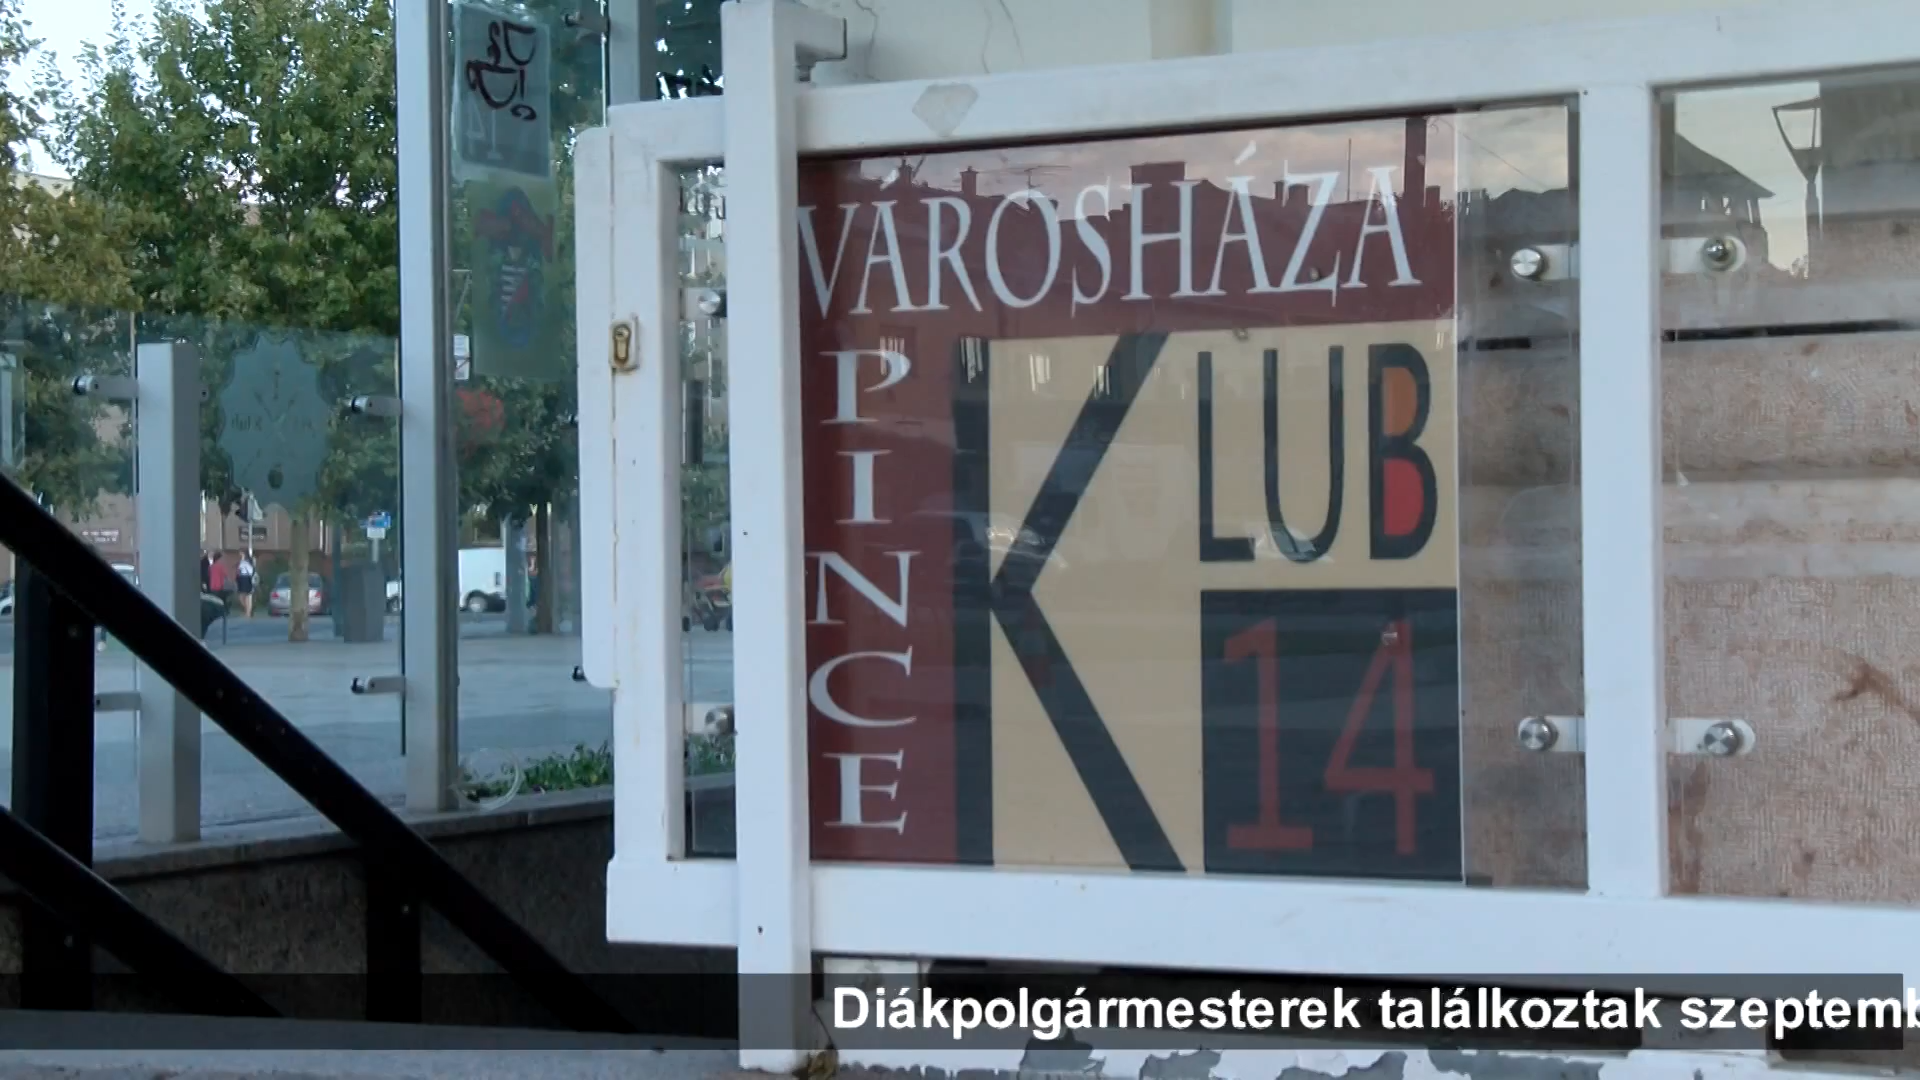 VÁROSHÁZA
PINCE
KLUB
14
Diákpolgármesterek találkoztak szeptemb